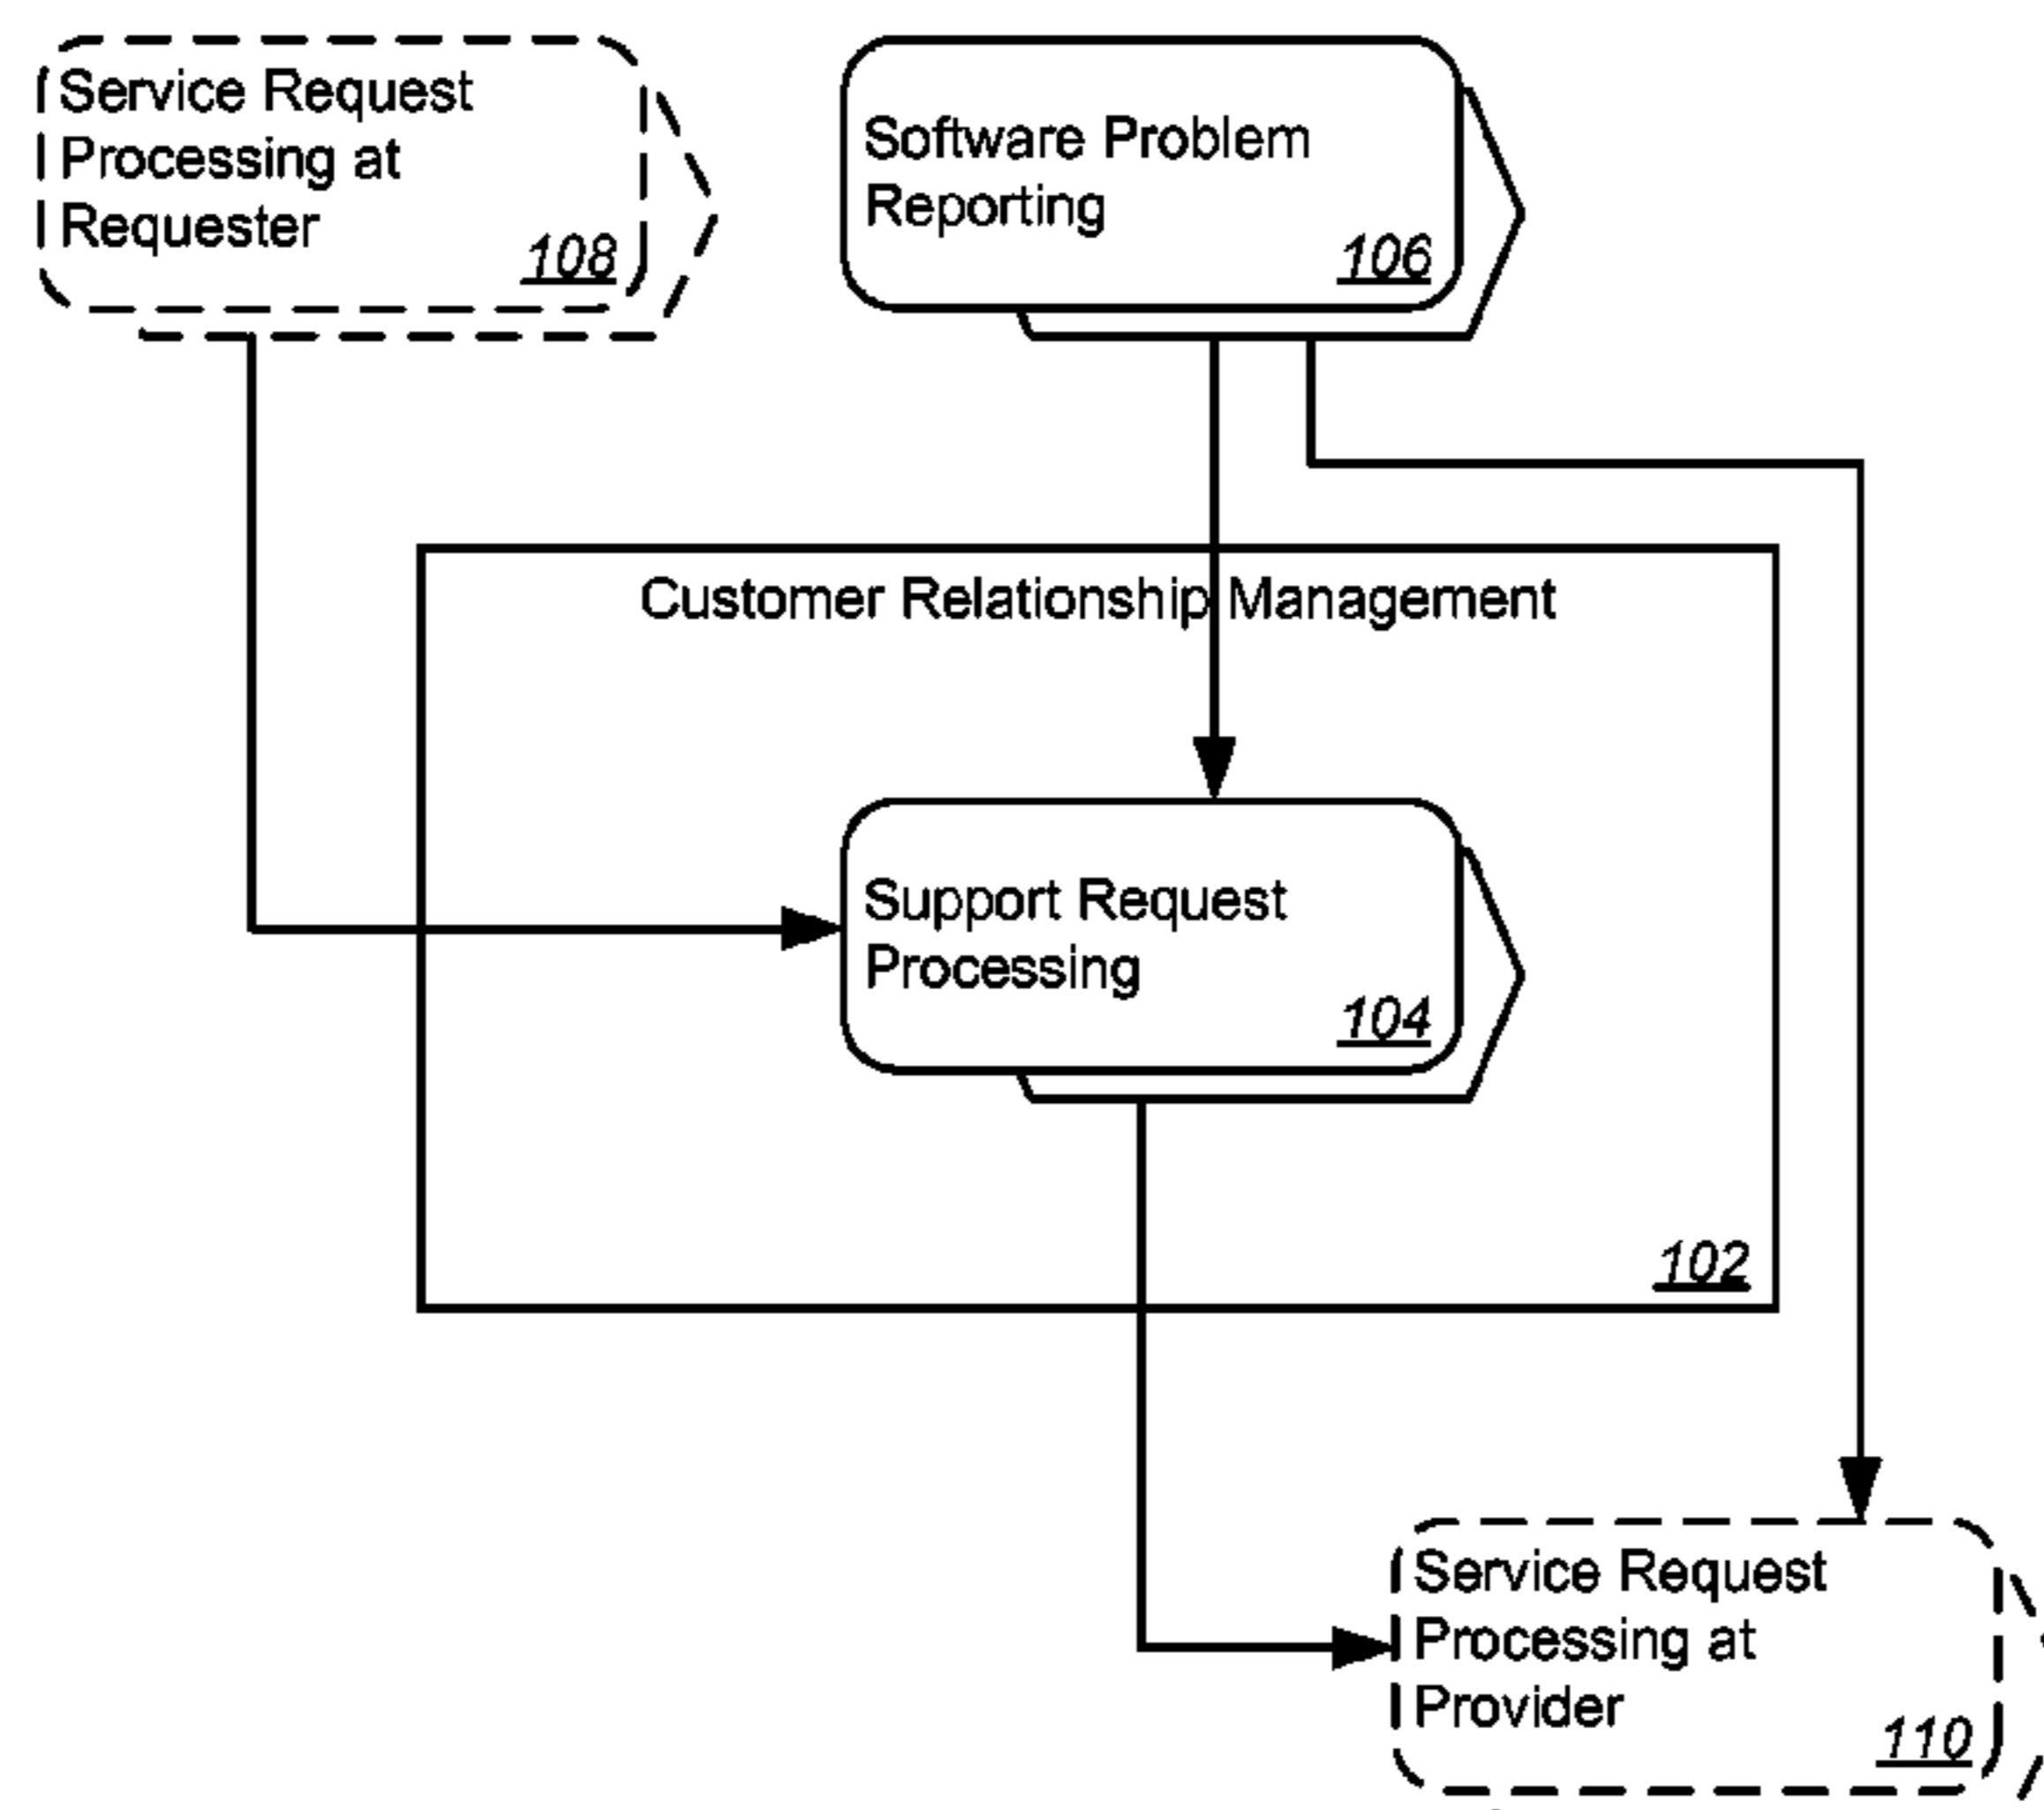 Service Request
Processing at
Requester
108
Software Problem
Reporting
106
Customer Relationship Management
Support Request
Processing
104
102
Service Request
Processing at
Provider
110